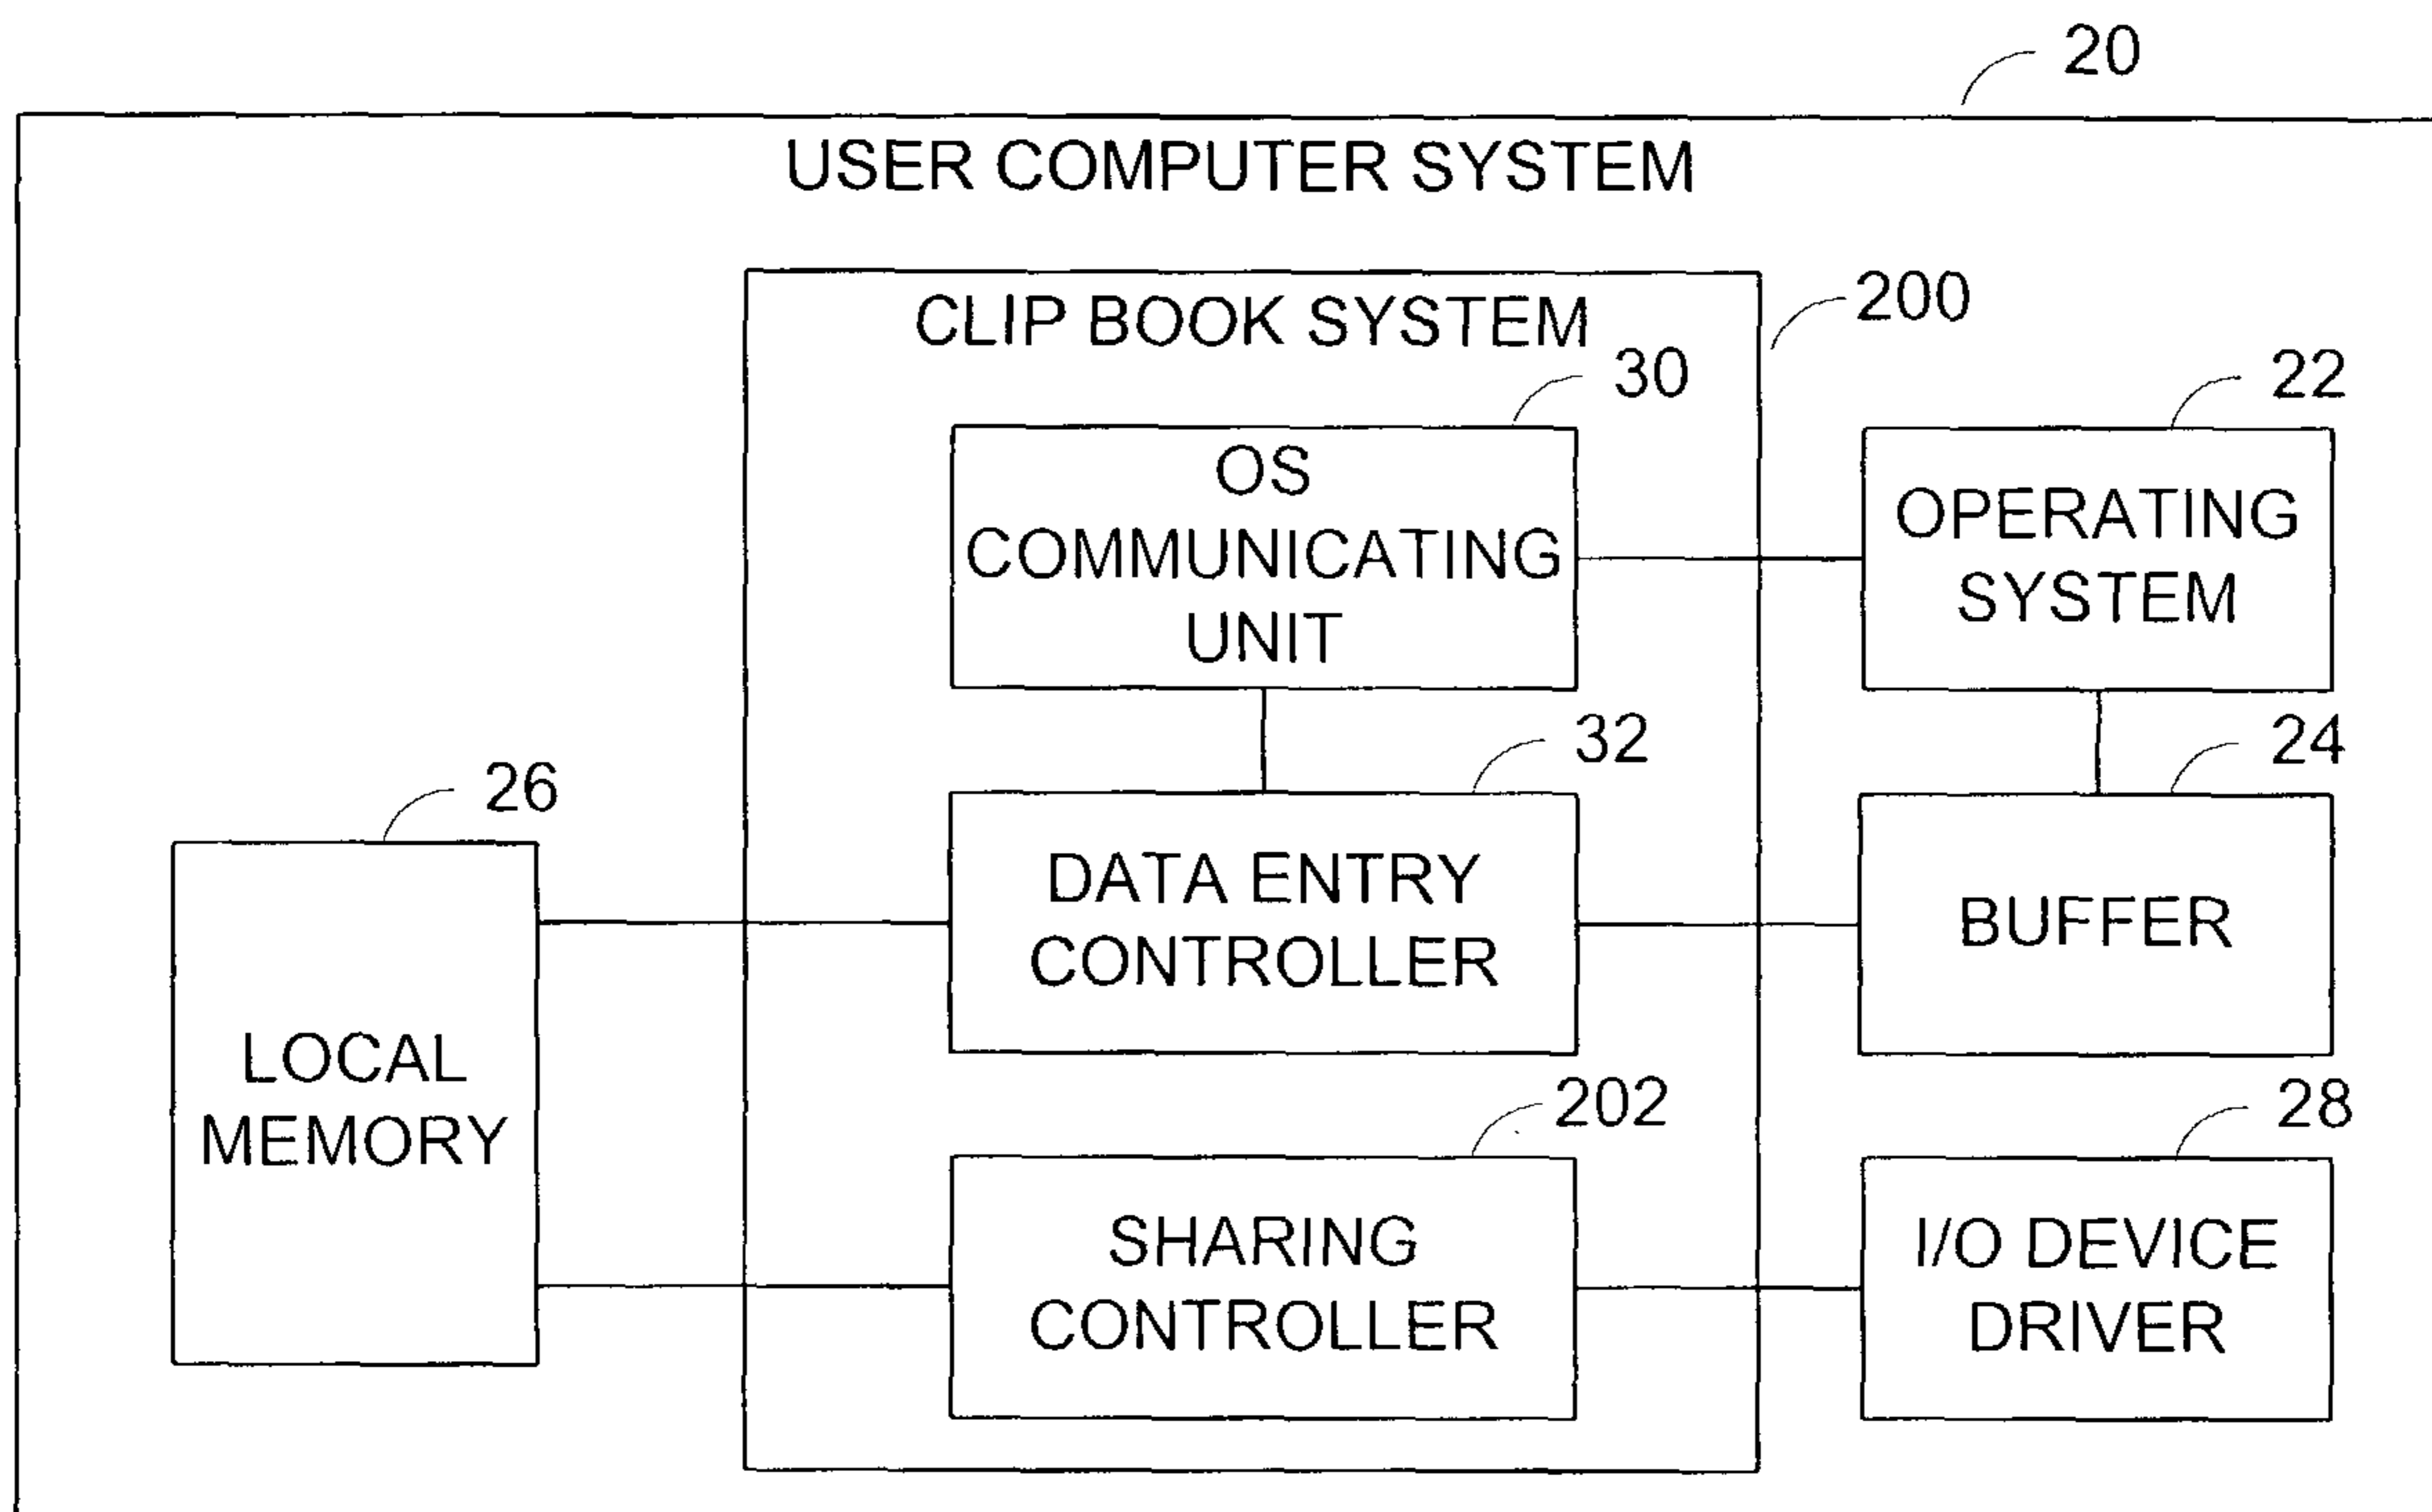 20
USER COMPUTER SYSTEM
200
CLIP BOOK SYSTEM
30
22
OS
COMMUNICATING
UNIT
OPERATING
SYSTEM
32
24
26
DATA ENTRY
CONTROLLER
BUFFER
LOCAL
MEMORY
202
28
SHARING
CONTROLLER
I/O DEVICE
DRIVER